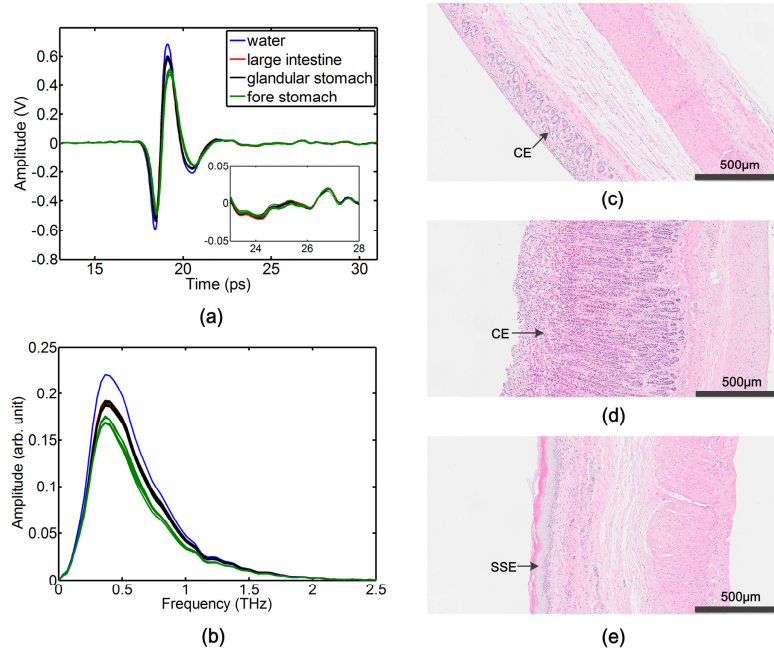 (a)
0.6
0.4
0.2
0
-0.2
-0.4
-0.6
-0.8
Amplitude (V)
water
large intestine
glandular stomach
fore stomach
0.05
0
-0.05
24 26 28
15 20 25 30
Time (ps)
(a)
0.25
0.2
0.15
0.1
0.05
0
Amplitude (arb. unit)
0 0.5 1 1.5 2 2.5
Frequency (THz)
(b)
(c)
CE
500µm
(c)
CE
500µm
(d)
SSE
500µm
(e)